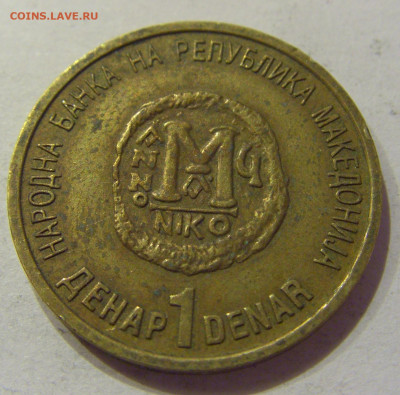 COINS.LAVE.RU
НАРОДНА БАНКА НА РЕПУБЛИКА МАКЕДОНИЈА
M
NIKO
ДЕНАР 1 DENAR